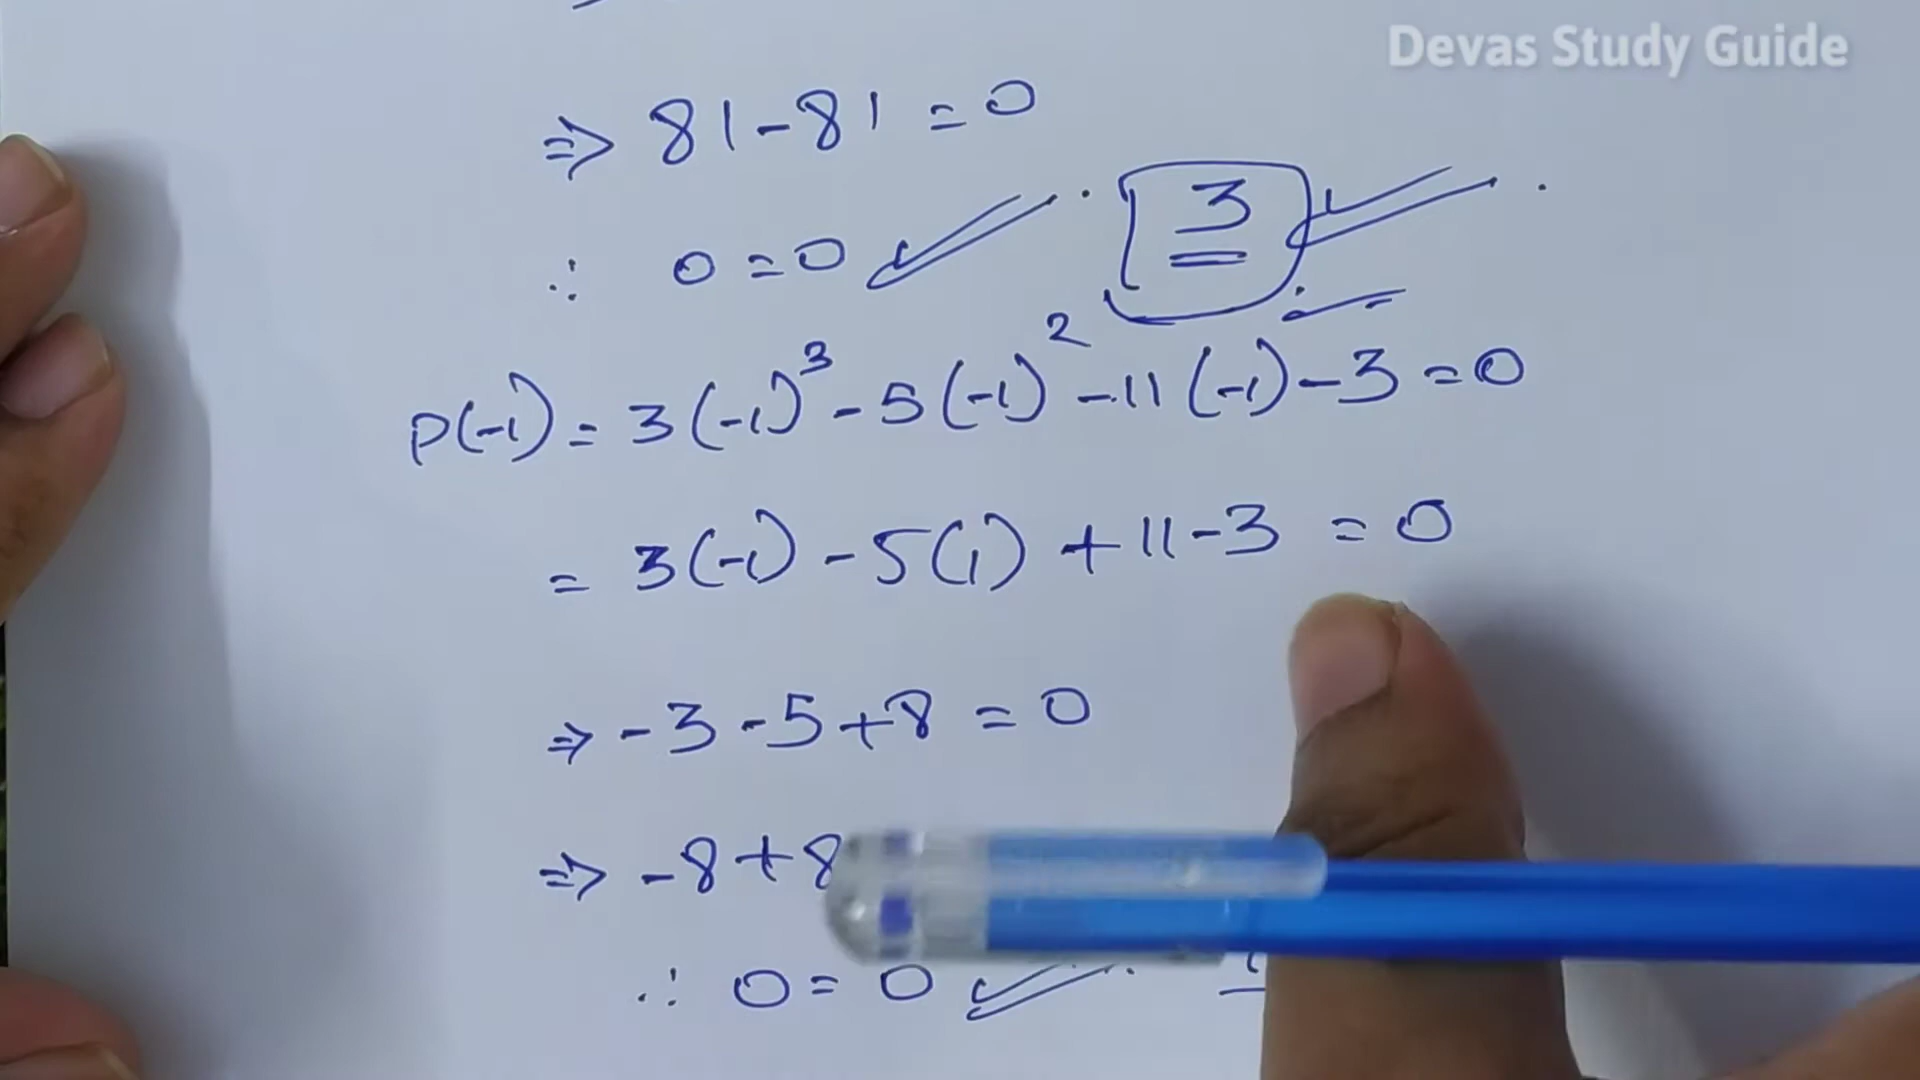 Devas Study Guide
⇒ 81 - 81 = 0
∴ 0 = 0 ✓ 3 ✓
P(-1) = 3(-1)³ - 5(-1)² - 11(-1) - 3 = 0
= 3(-1) - 5(1) + 11 - 3 = 0
⇒ -3 - 5 + 8 = 0
⇒ -8 + 8
∴ 0 = 0 ✓